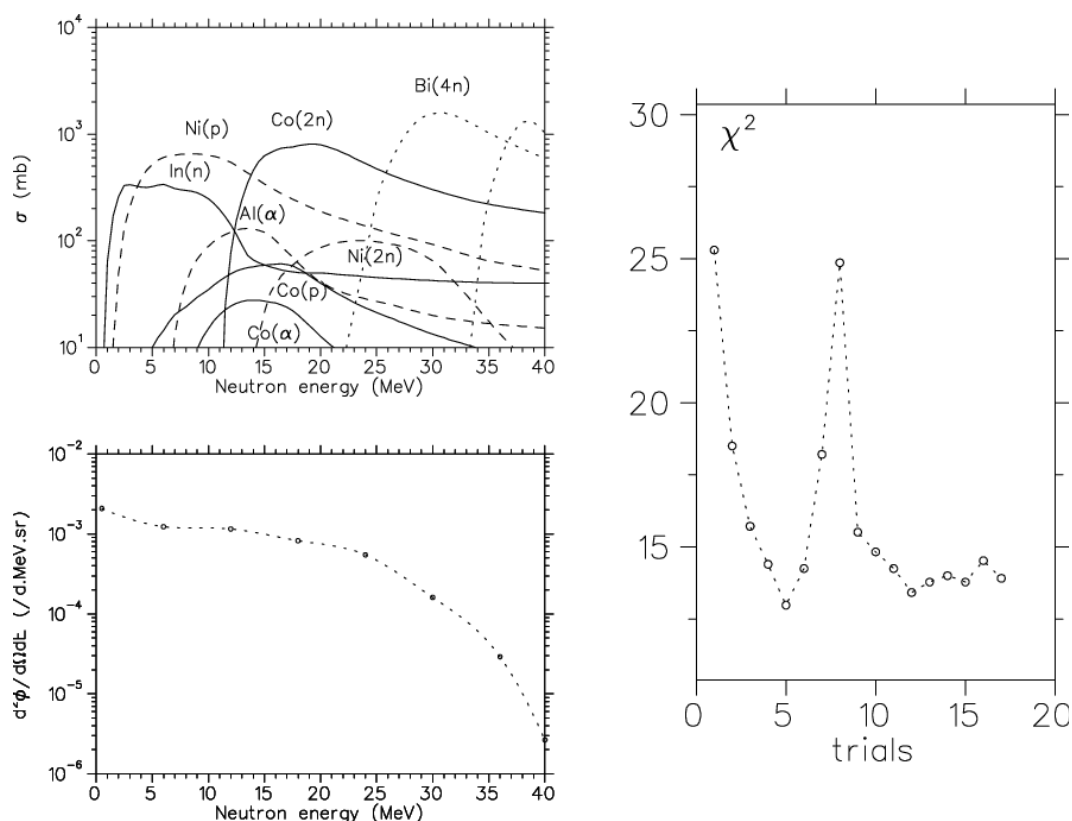 10⁴
10³
10²
10¹
σ (mb)
Ni(p)
Co(2n)
Bi(4n)
In(n)
Al(α)
Ni(2n)
Co(p)
Co(α)
0 5 10 15 20 25 30 35 40
Neutron energy (MeV)
10⁻²
10⁻³
10⁻⁴
10⁻⁵
10⁻⁶
d²φ/dΩdE (/d.MeV.sr)
0 5 10 15 20 25 30 35 40
Neutron energy (MeV)
χ²
30
25
20
15
0 5 10 15 20
trials